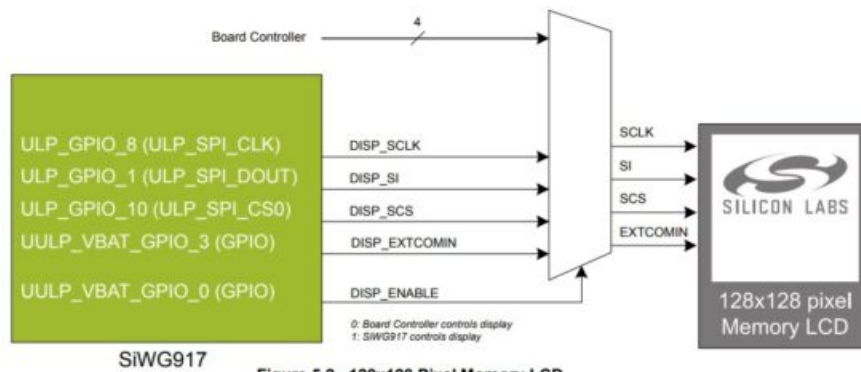 Board Controller
4
ULP_GPIO_8 (ULP_SPI_CLK)
DISP_SCLK
SCLK
ULP_GPIO_1 (ULP_SPI_DOUT)
DISP_SI
SI
ULP_GPIO_10 (ULP_SPI_CS0)
DISP_SCS
SCS
UULP_VBAT_GPIO_3 (GPIO)
DISP_EXTCOMIN
EXTCOMIN
UULP_VBAT_GPIO_0 (GPIO)
DISP_ENABLE
SILICON LABS
128x128 pixel
Memory LCD
0: Board Controller controls display
1: SiWG917 controls display
SiWG917